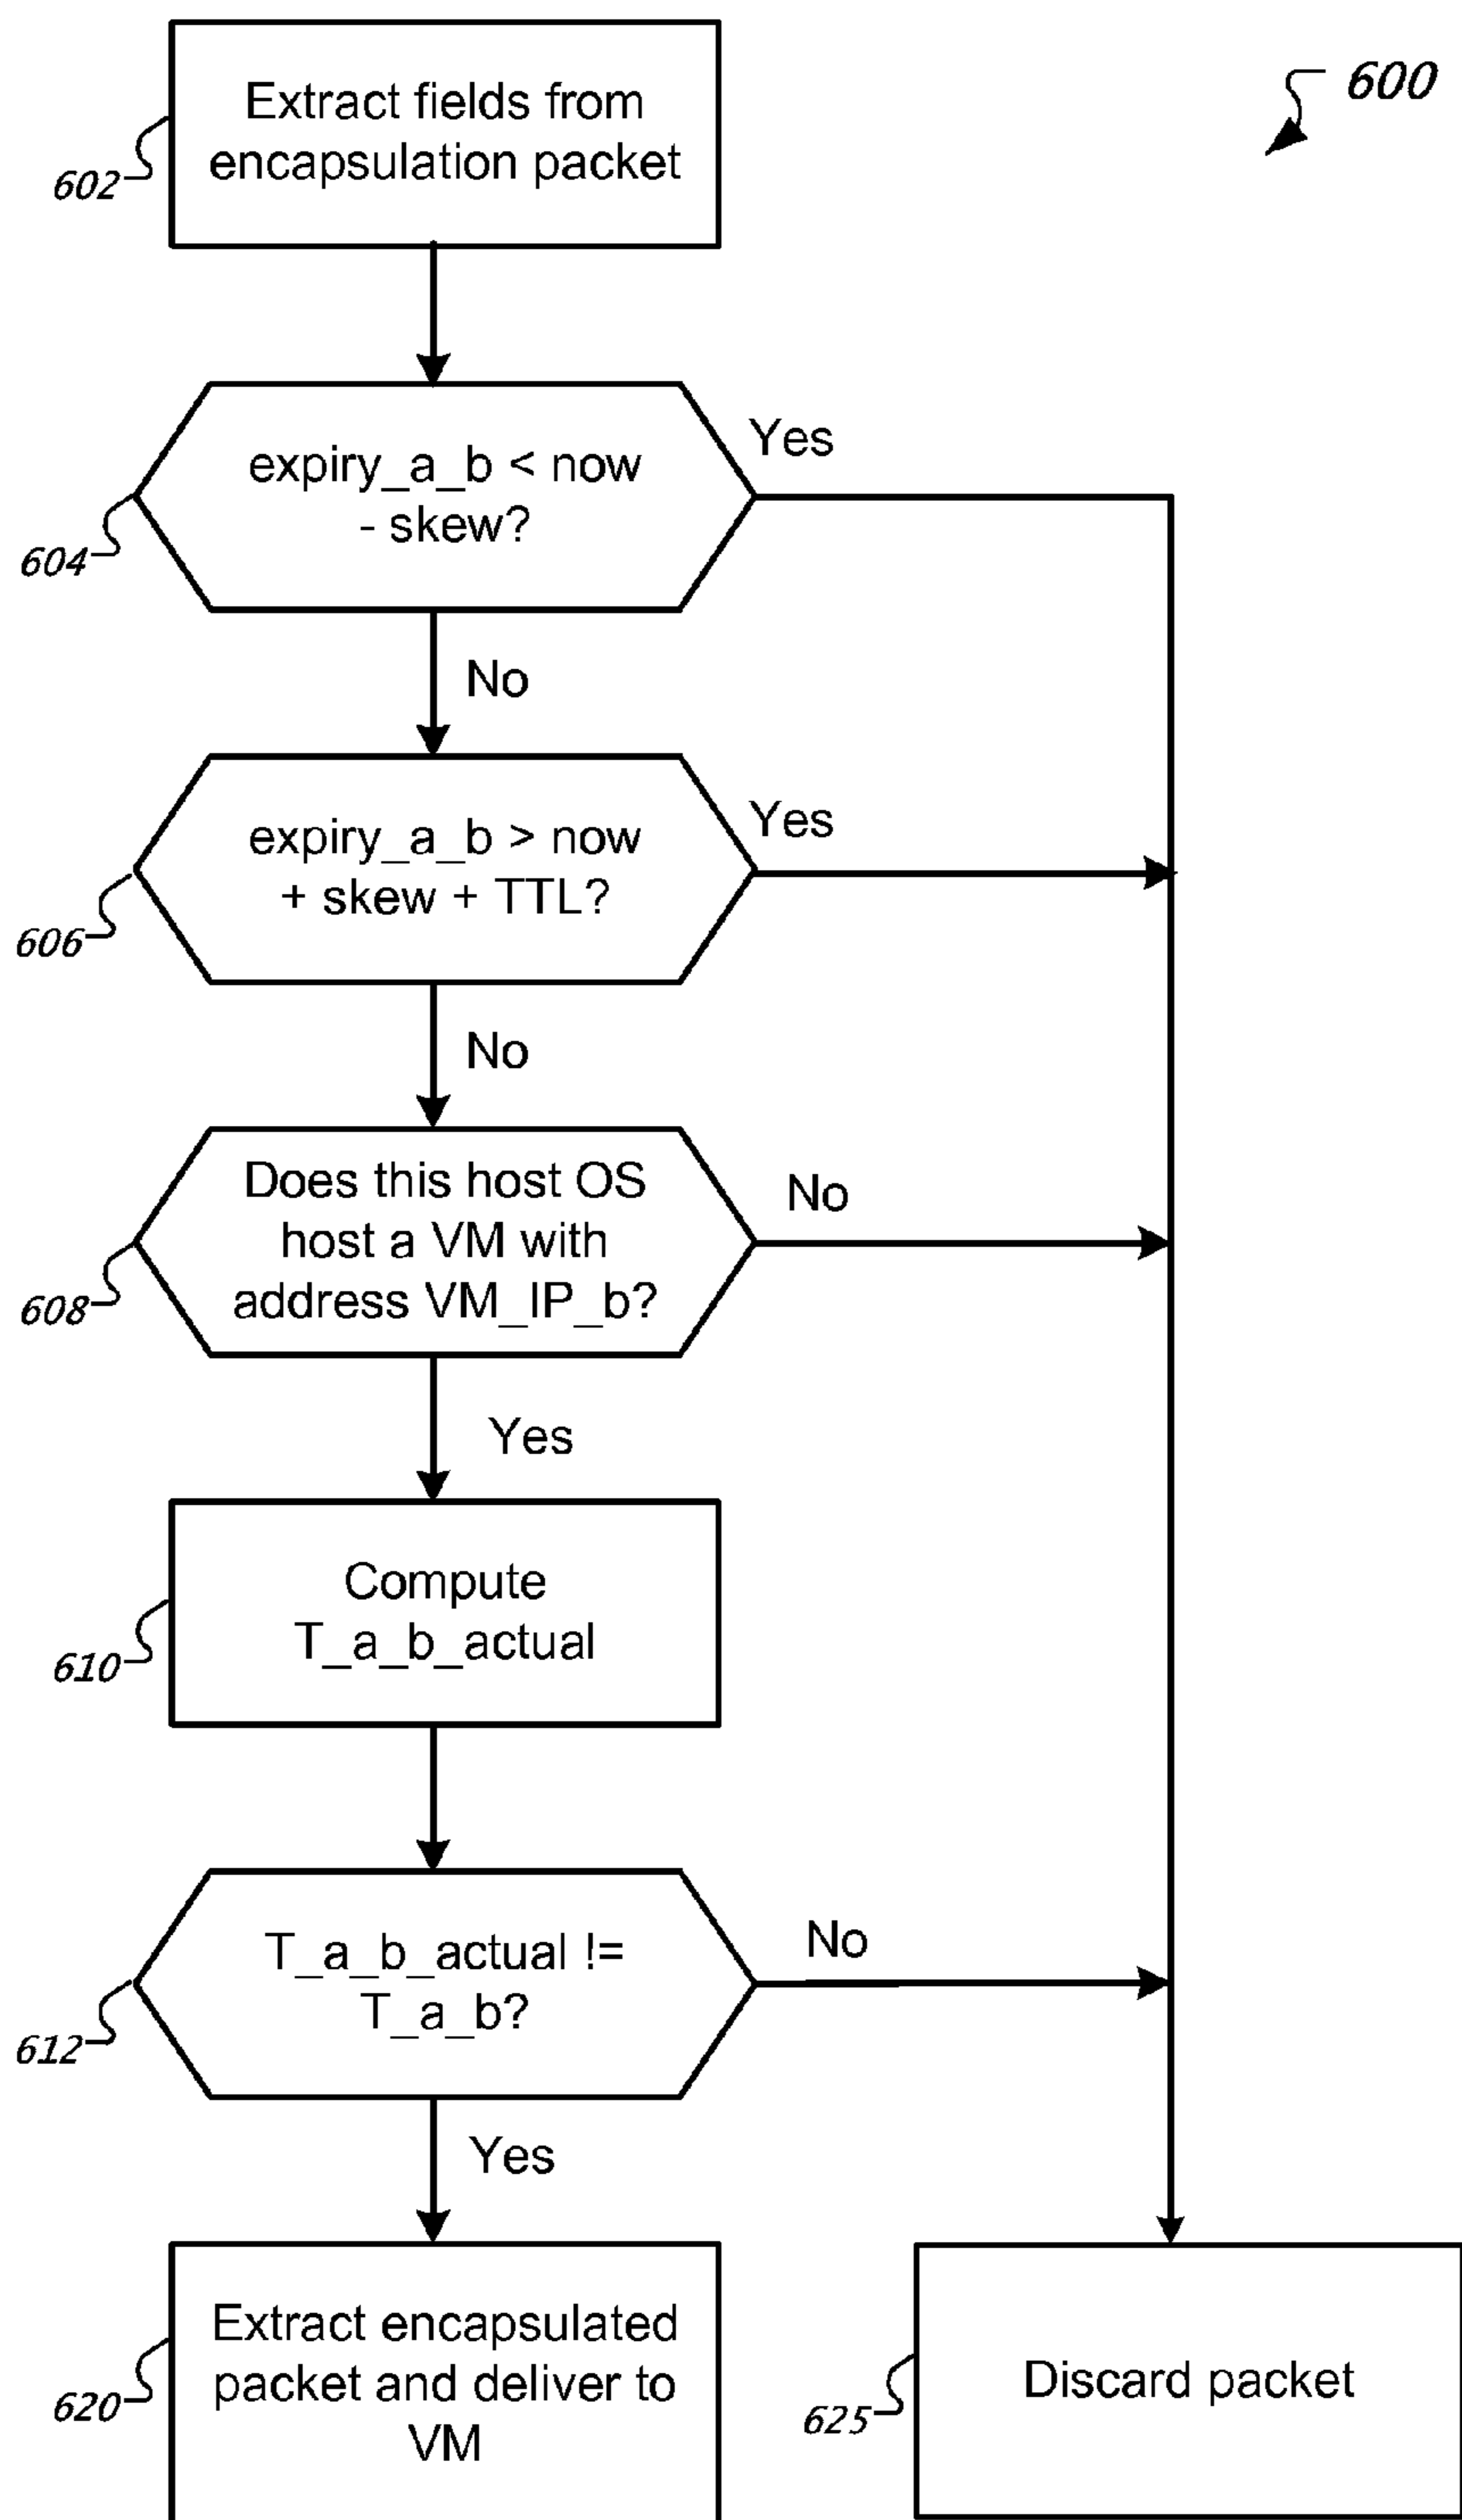 600
Extract fields from
encapsulation packet
602
expiry_a_b < now
- skew?
Yes
604
No
expiry_a_b > now
+ skew + TTL?
Yes
606
No
Does this host OS
host a VM with
address VM_IP_b?
No
608
Yes
Compute
T_a_b_actual
610
T_a_b_actual !=
T_a_b?
No
612
Yes
Extract encapsulated
packet and deliver to
VM
620
Discard packet
625